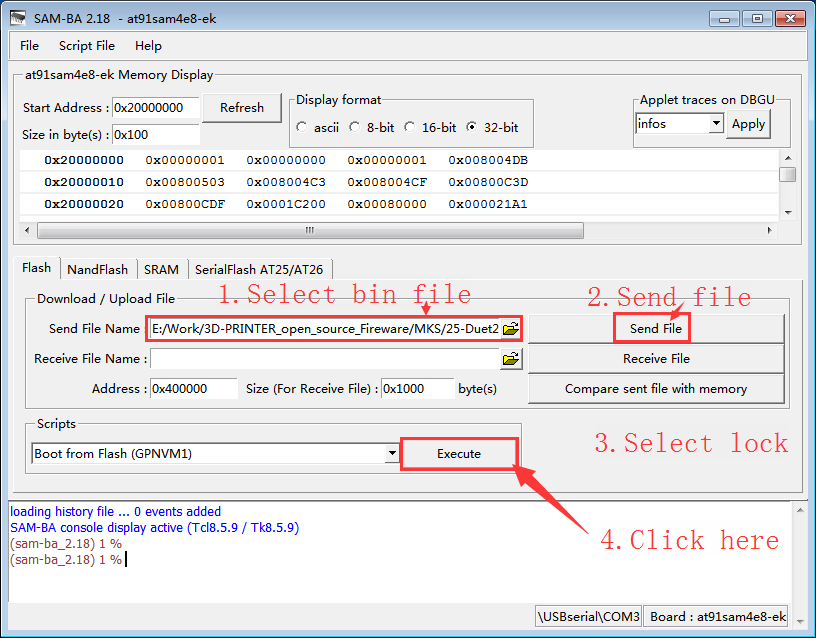 SAM-BA 2.18 - at91sam4e8-ek
File Script File Help
at91sam4e8-ek Memory Display
Start Address : 0x20000000 Refresh
Size in byte(s) : 0x100
Display format
ascii 8-bit 16-bit 32-bit
Applet traces on DBGU
infos Apply
0x20000000 0x00000001 0x00000000 0x00000001 0x008004DB
0x20000010 0x00800503 0x008004C3 0x008004CF 0x00800C3D
0x20000020 0x00800CDF 0x0001C200 0x00080000 0x000021A1
Flash NandFlash SRAM SerialFlash AT25/AT26
Download / Upload File
1.Select bin file
2.Send file
Send File Name : E:/Work/3D-PRINTER_open_source_Fireware/MKS/25-Duet2 Send File
Receive File Name : Receive File
Address : 0x400000 Size (For Receive File) : 0x1000 byte(s) Compare sent file with memory
Scripts
3.Select lock
Boot from Flash (GPNVM1) Execute
loading history file ... 0 events added
SAM-BA console display active (Tcl8.5.9 / Tk8.5.9)
(sam-ba_2.18) 1 %
(sam-ba_2.18) 1 %
4.Click here
\USBserial\COM3 Board : at91sam4e8-ek